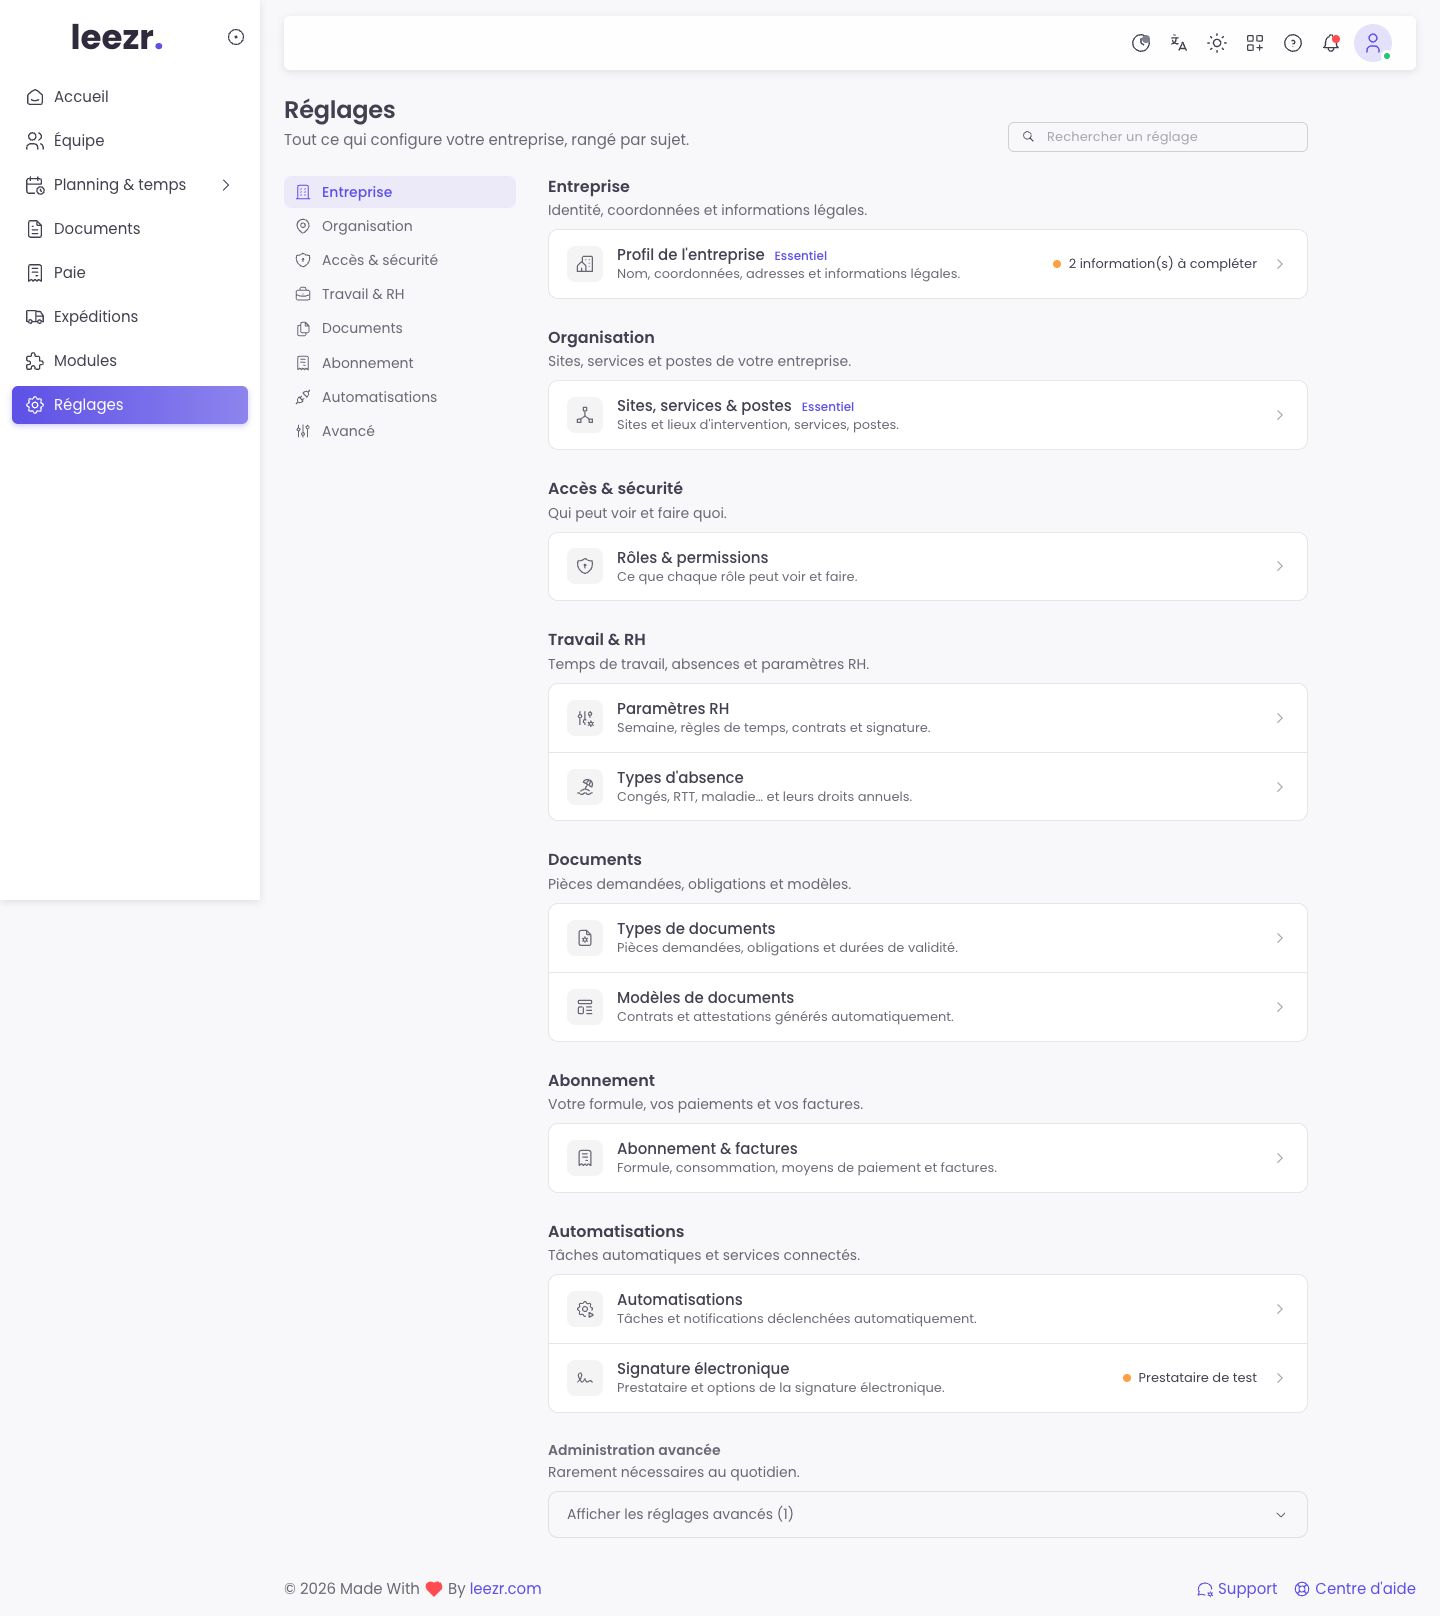 leezr.
Accueil
Équipe
Planning & temps
Documents
Paie
Expéditions
Modules
Réglages
Réglages
Tout ce qui configure votre entreprise, rangé par sujet.
Rechercher un réglage
Entreprise
Organisation
Accès & sécurité
Travail & RH
Documents
Abonnement
Automatisations
Avancé
Entreprise
Identité, coordonnées et informations légales.
Profil de l'entreprise Essentiel
Nom, coordonnées, adresses et informations légales.
2 information(s) à compléter
Organisation
Sites, services et postes de votre entreprise.
Sites, services & postes Essentiel
Sites et lieux d'intervention, services, postes.
Accès & sécurité
Qui peut voir et faire quoi.
Rôles & permissions
Ce que chaque rôle peut voir et faire.
Travail & RH
Temps de travail, absences et paramètres RH.
Paramètres RH
Semaine, règles de temps, contrats et signature.
Types d'absence
Congés, RTT, maladie… et leurs droits annuels.
Documents
Pièces demandées, obligations et modèles.
Types de documents
Pièces demandées, obligations et durées de validité.
Modèles de documents
Contrats et attestations générés automatiquement.
Abonnement
Votre formule, vos paiements et vos factures.
Abonnement & factures
Formule, consommation, moyens de paiement et factures.
Automatisations
Tâches automatiques et services connectés.
Automatisations
Tâches et notifications déclenchées automatiquement.
Signature électronique
Prestataire et options de la signature électronique.
Prestataire de test
Administration avancée
Rarement nécessaires au quotidien.
Afficher les réglages avancés (1)
© 2026 Made With ❤ By leezr.com
Support
Centre d'aide